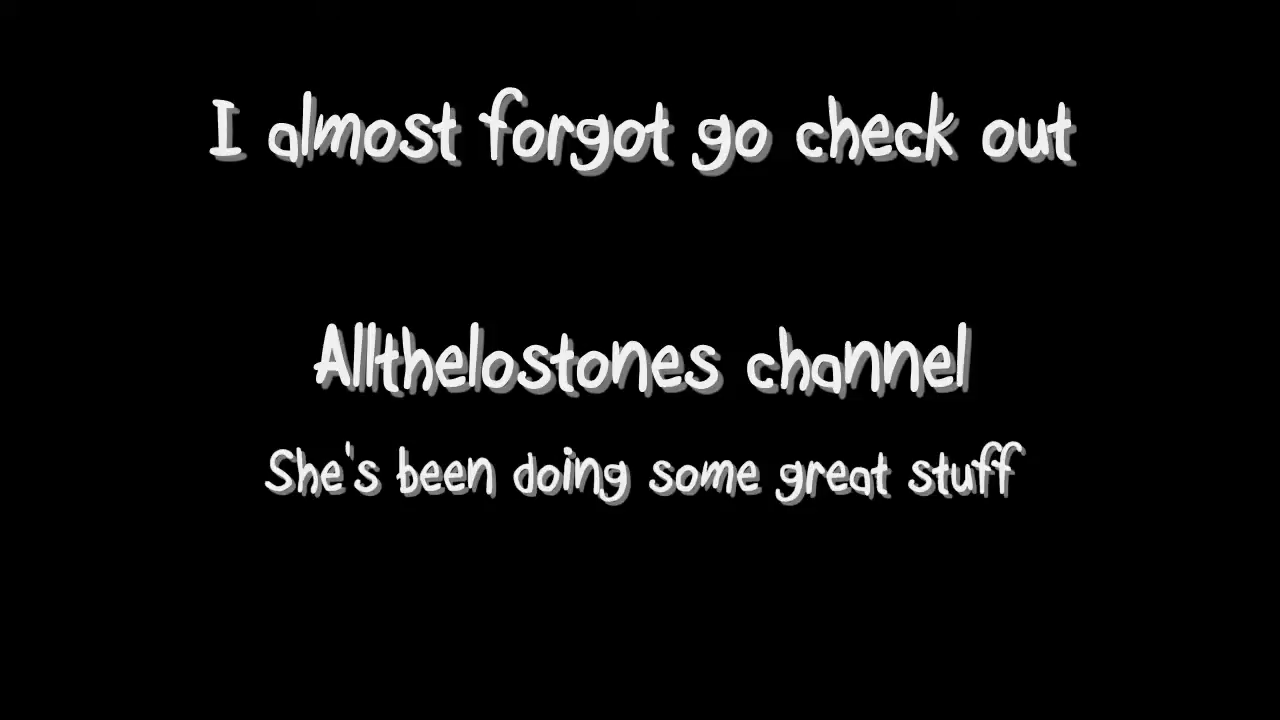 I almost forgot go check out
Allthelostones channel
She's been doing some great stuff